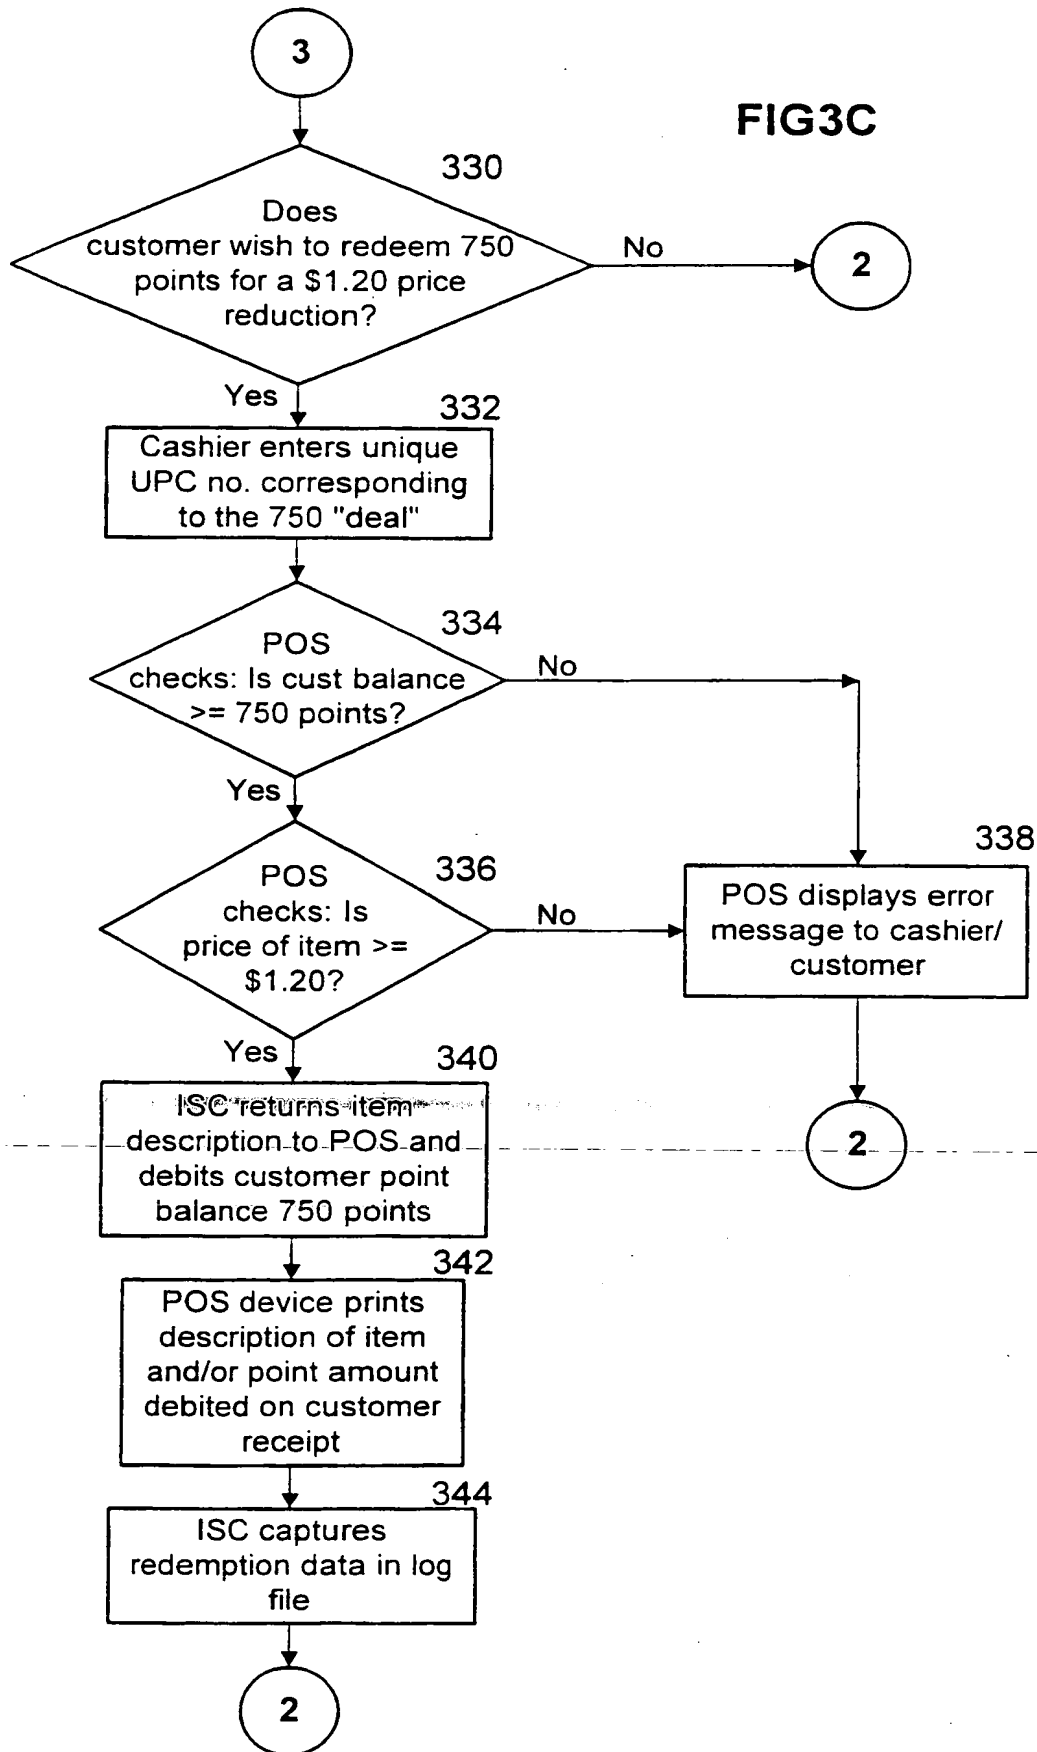 3
FIG3C
330
Does
customer wish to redeem 750
points for a $1.20 price
reduction?
No
2
Yes
332
Cashier enters unique
UPC no. corresponding
to the 750 "deal"
334
POS
checks: Is cust balance
>= 750 points?
No
Yes
336
POS
checks: Is
price of item >=
$1.20?
No
338
POS displays error
message to cashier/
customer
2
Yes
340
ISC returns item
description to POS and
debits customer point
balance 750 points
342
POS device prints
description of item
and/or point amount
debited on customer
receipt
344
ISC captures
redemption data in log
file
2